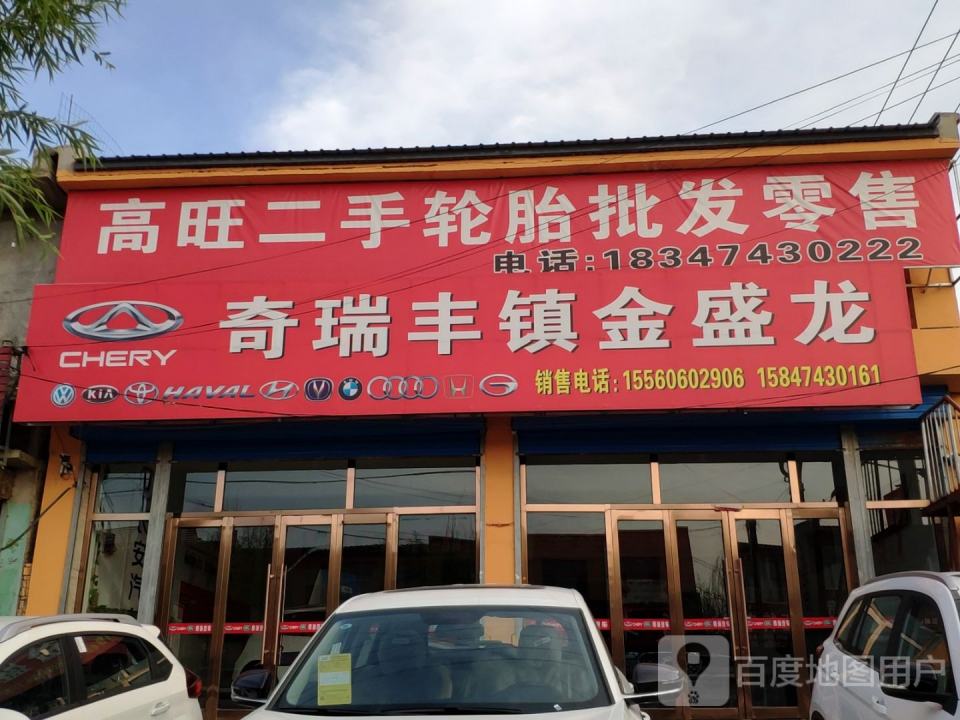 高旺二手轮胎批发零售
电话:18347430222
奇瑞丰镇金盛龙
CHERY
KIA HAVAL
销售电话:15560602906 15847430161
百度地图用户